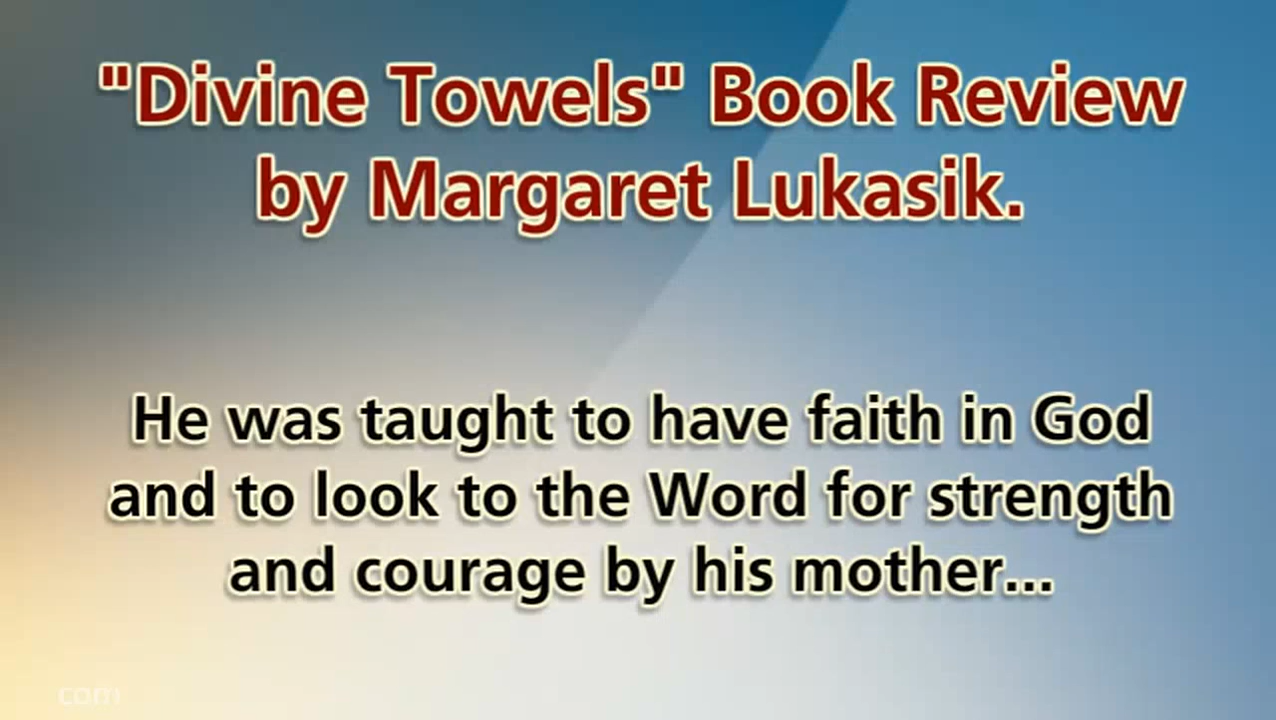 "Divine Towels" Book Review
by Margaret Lukasik.
He was taught to have faith in God
and to look to the Word for strength
and courage by his mother...
com